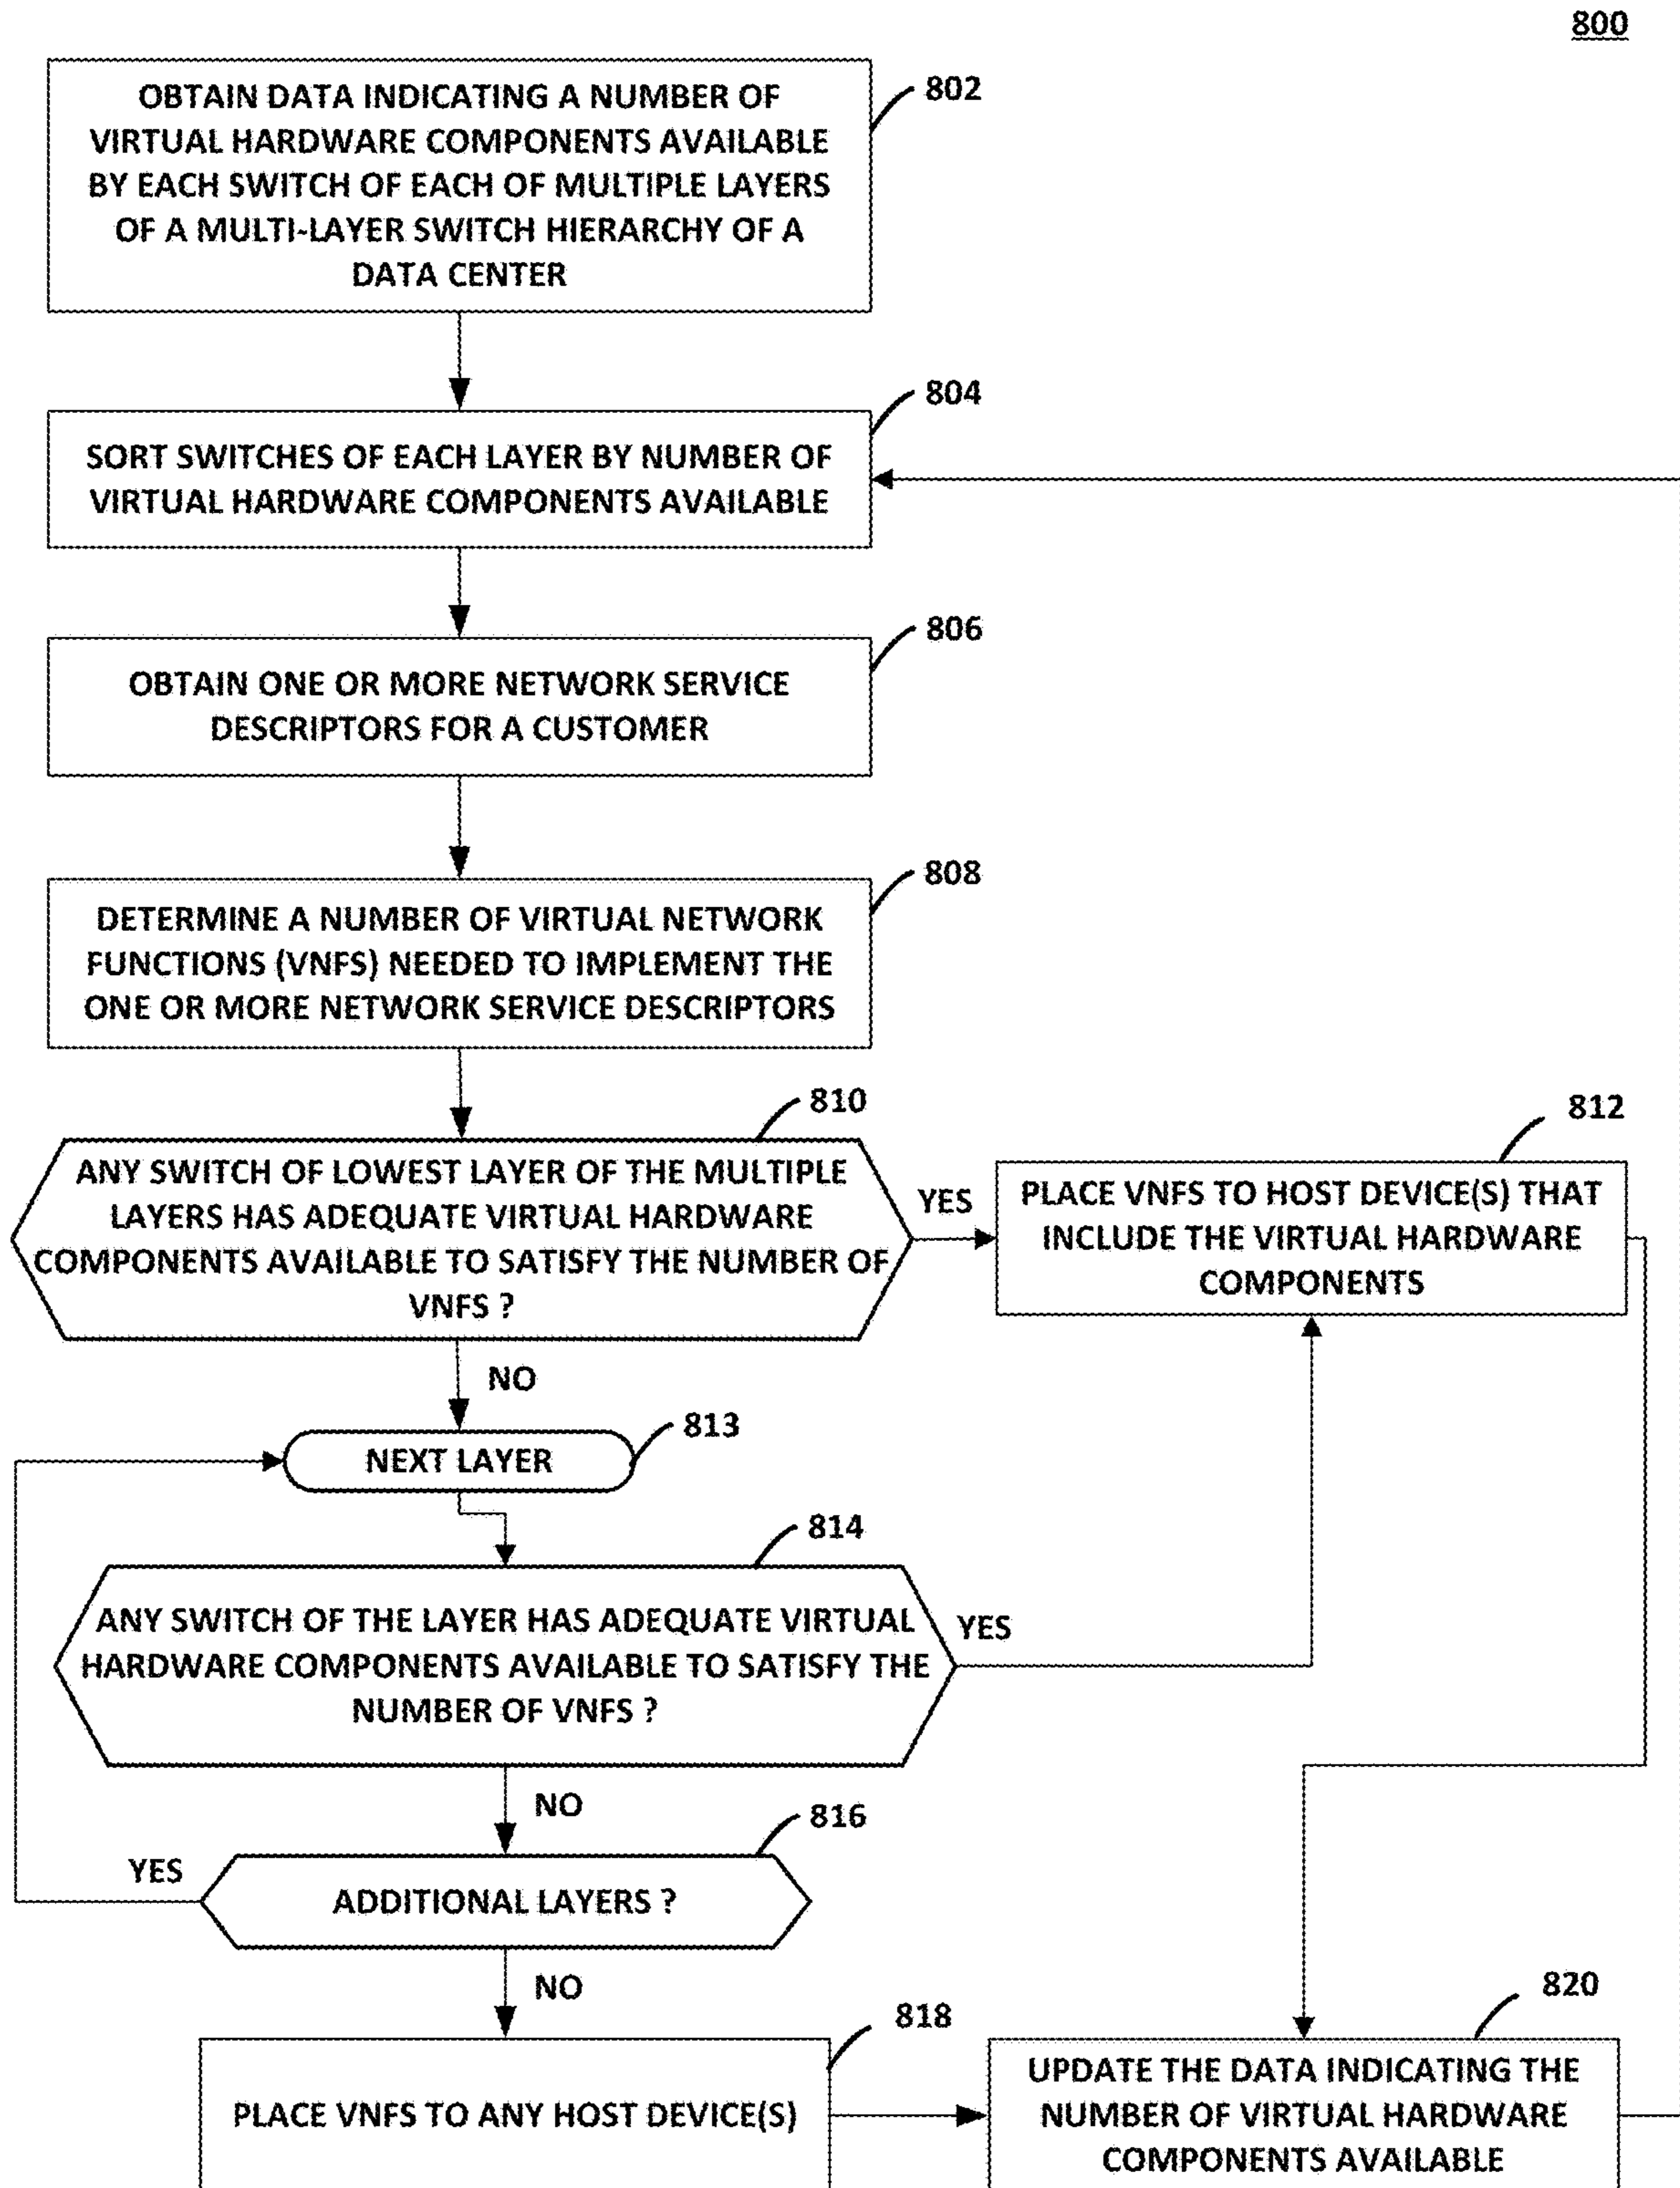 800
OBTAIN DATA INDICATING A NUMBER OF
VIRTUAL HARDWARE COMPONENTS AVAILABLE
BY EACH SWITCH OF EACH OF MULTIPLE LAYERS
OF A MULTI-LAYER SWITCH HIERARCHY OF A
DATA CENTER
802
SORT SWITCHES OF EACH LAYER BY NUMBER OF
VIRTUAL HARDWARE COMPONENTS AVAILABLE
804
OBTAIN ONE OR MORE NETWORK SERVICE
DESCRIPTORS FOR A CUSTOMER
806
DETERMINE A NUMBER OF VIRTUAL NETWORK
FUNCTIONS (VNFS) NEEDED TO IMPLEMENT THE
ONE OR MORE NETWORK SERVICE DESCRIPTORS
808
ANY SWITCH OF LOWEST LAYER OF THE MULTIPLE
LAYERS HAS ADEQUATE VIRTUAL HARDWARE
COMPONENTS AVAILABLE TO SATISFY THE NUMBER OF
VNFS ?
810
YES
PLACE VNFS TO HOST DEVICE(S) THAT
INCLUDE THE VIRTUAL HARDWARE
COMPONENTS
812
NO
NEXT LAYER
813
ANY SWITCH OF THE LAYER HAS ADEQUATE VIRTUAL
HARDWARE COMPONENTS AVAILABLE TO SATISFY THE
NUMBER OF VNFS ?
814
YES
NO
ADDITIONAL LAYERS ?
816
YES
NO
PLACE VNFS TO ANY HOST DEVICE(S)
818
UPDATE THE DATA INDICATING THE
NUMBER OF VIRTUAL HARDWARE
COMPONENTS AVAILABLE
820